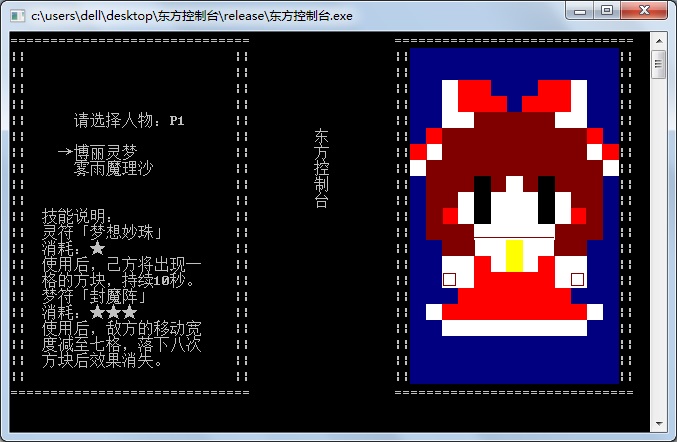 c:\users\dell\desktop\东方控制台\release\东方控制台.exe
请选择人物：P1
→博丽灵梦
雾雨魔理沙
技能说明：
灵符「梦想妙珠」
消耗：★
使用后，己方将出现一
格的方块，持续10秒。
梦符「封魔阵」
消耗：★★★
使用后，敌方的移动宽
度减至七格，落下八次
方块后效果消失。
东方控制台